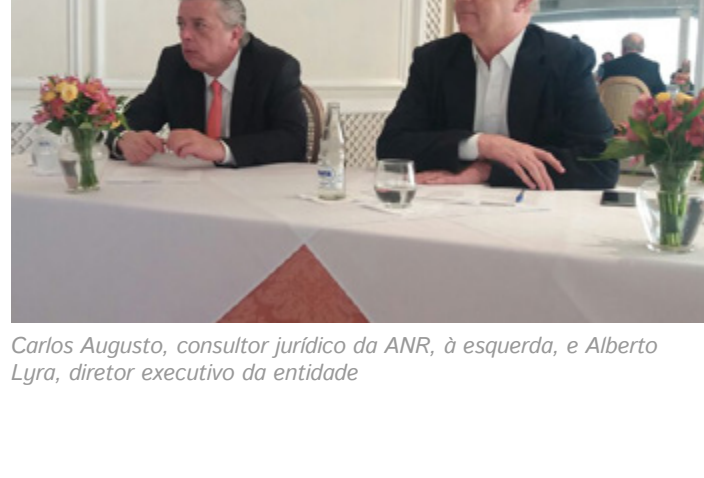 Carlos Augusto, consultor jurídico da ANR, à esquerda, e Alberto
Lyra, diretor executivo da entidade